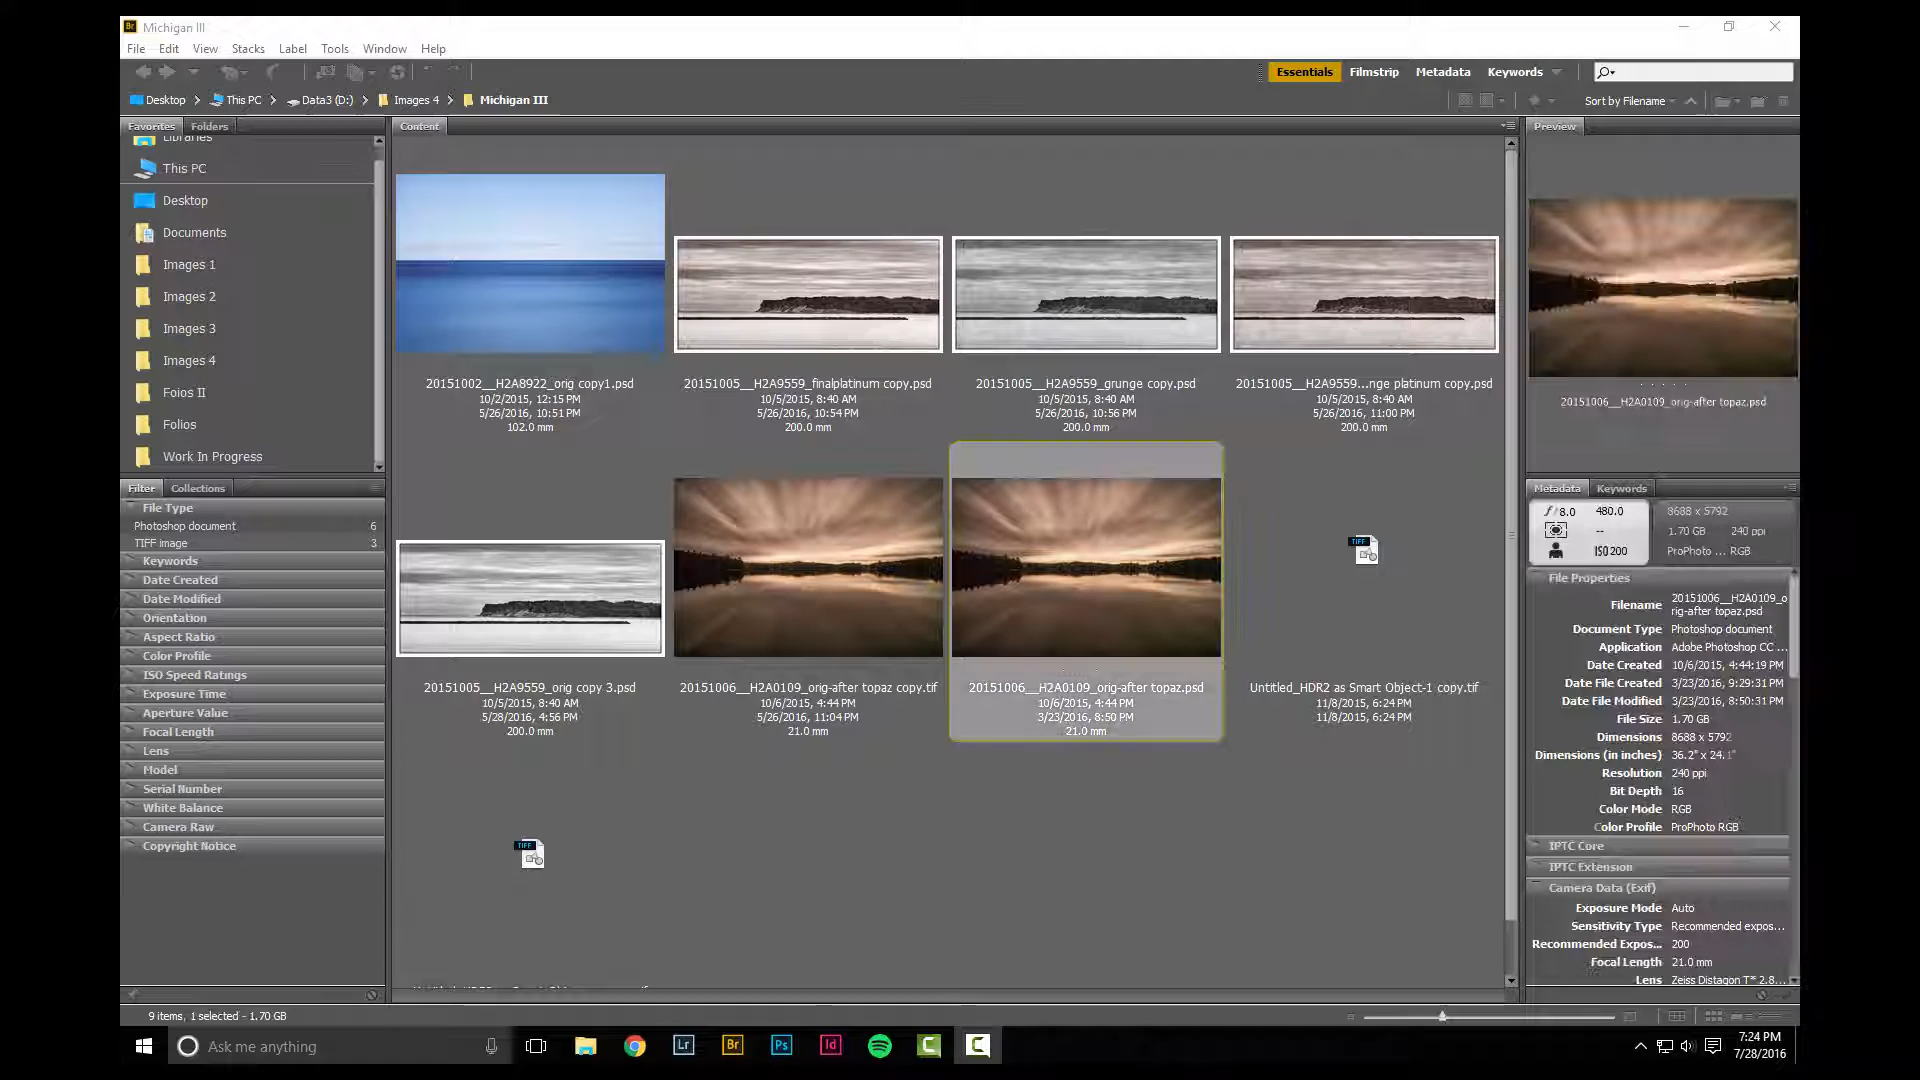 Br Michigan III
File Edit View Stacks Label Tools Window Help
Essentials Filmstrip Metadata Keywords
Desktop This PC Data3 (D:) Images 4 Michigan III
Sort by Filename
Favorites Folders
Libraries
This PC
Desktop
Documents
Images 1
Images 2
Images 3
Images 4
Foios II
Folios
Work In Progress
Filter Collections
File Type
Photoshop document 6
TIFF image 3
Keywords
Date Created
Date Modified
Orientation
Aspect Ratio
Color Profile
ISO Speed Ratings
Exposure Time
Aperture Value
Focal Length
Lens
Model
Serial Number
White Balance
Camera Raw
Copyright Notice
Content
20151002__H2A8922_orig copy1.psd
10/2/2015, 12:15 PM
5/26/2016, 10:51 PM
102.0 mm
20151005__H2A9559_finalplatinum copy.psd
10/5/2015, 8:40 AM
5/26/2016, 10:54 PM
200.0 mm
20151005__H2A9559_grunge copy.psd
10/5/2015, 8:40 AM
5/26/2016, 10:56 PM
200.0 mm
20151005__H2A9559...nge platinum copy.psd
10/5/2015, 8:40 AM
5/26/2016, 11:00 PM
200.0 mm
20151005__H2A9559_orig copy 3.psd
10/5/2015, 8:40 AM
5/28/2016, 4:56 PM
200.0 mm
20151006__H2A0109_orig-after topaz copy.tif
10/6/2015, 4:44 PM
5/26/2016, 11:04 PM
21.0 mm
20151006__H2A0109_orig-after topaz.psd
10/6/2015, 4:44 PM
3/23/2016, 8:50 PM
21.0 mm
TIFF
Untitled_HDR2 as Smart Object-1 copy.tif
11/8/2015, 6:24 PM
11/8/2015, 6:24 PM
TIFF
Preview
20151006__H2A0109_orig-after topaz.psd
Metadata Keywords
f/8.0 480.0
--
ISO200
8688 x 5792
1.70 GB 240 ppi
ProPhoto ... RGB
File Properties
Filename 20151006__H2A0109_o
rig-after topaz.psd
Document Type Photoshop document
Application Adobe Photoshop CC ...
Date Created 10/6/2015, 4:44:19 PM
Date File Created 3/23/2016, 9:29:31 PM
Date File Modified 3/23/2016, 8:50:31 PM
File Size 1.70 GB
Dimensions 8688 x 5792
Dimensions (in inches) 36.2" x 24.1"
Resolution 240 ppi
Bit Depth 16
Color Mode RGB
Color Profile ProPhoto RGB
IPTC Core
IPTC Extension
Camera Data (Exif)
Exposure Mode Auto
Sensitivity Type Recommended expos...
Recommended Expos... 200
Focal Length 21.0 mm
Lens Zeiss Distagon T* 2.8...
9 items, 1 selected - 1.70 GB
Ask me anything
Lr Br Ps Id
7:24 PM
7/28/2016